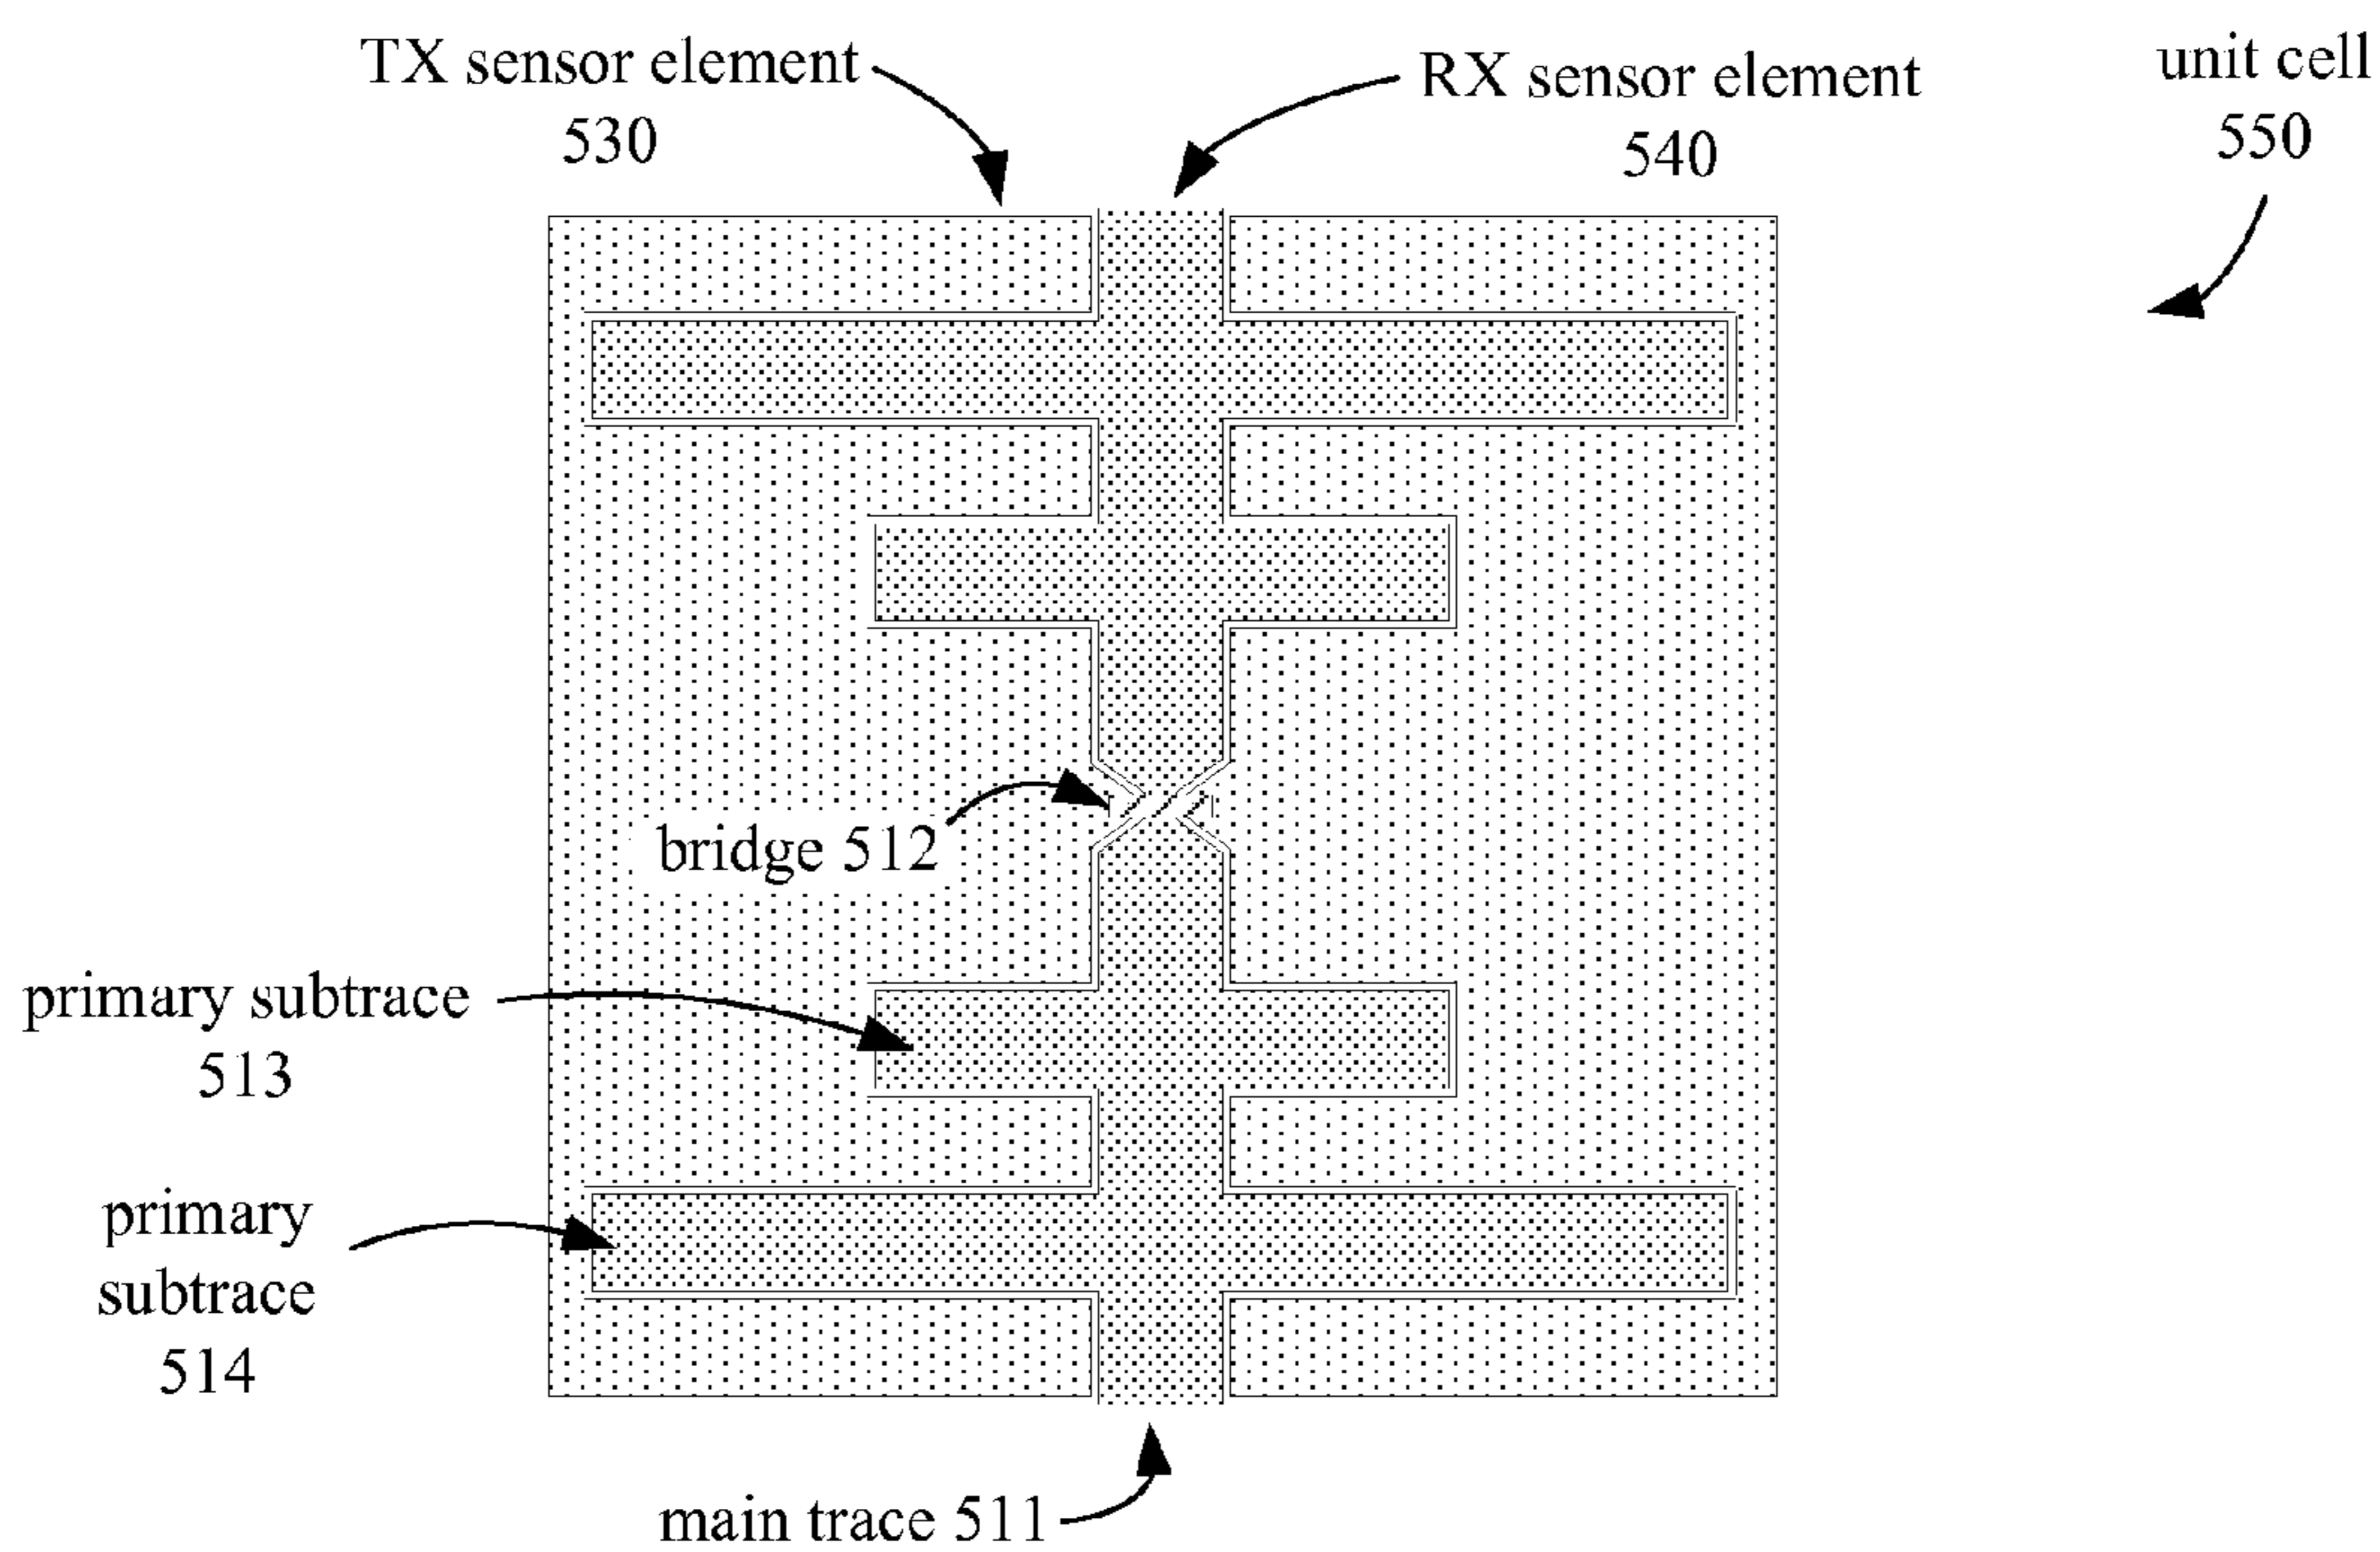 TX sensor element
530
RX sensor element
540
unit cell
550
bridge 512
primary subtrace
513
primary
subtrace
514
main trace 511